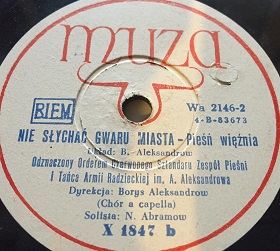 muza
BIEM
Wa 2146-2
4-B-83673
NIE SŁYCHAĆ GWARU MIASTA - Pieśń więźnia
Układ: B. Aleksandrow
Odznaczony Orderem Czerwonego Sztandaru Zespół Pieśni
i Tańca Armii Radzieckiej im. A. Aleksandrowa
Dyrekcja: Borys Aleksandrow
(Chór a capella)
Solista: N. Abramow
X 1847 b